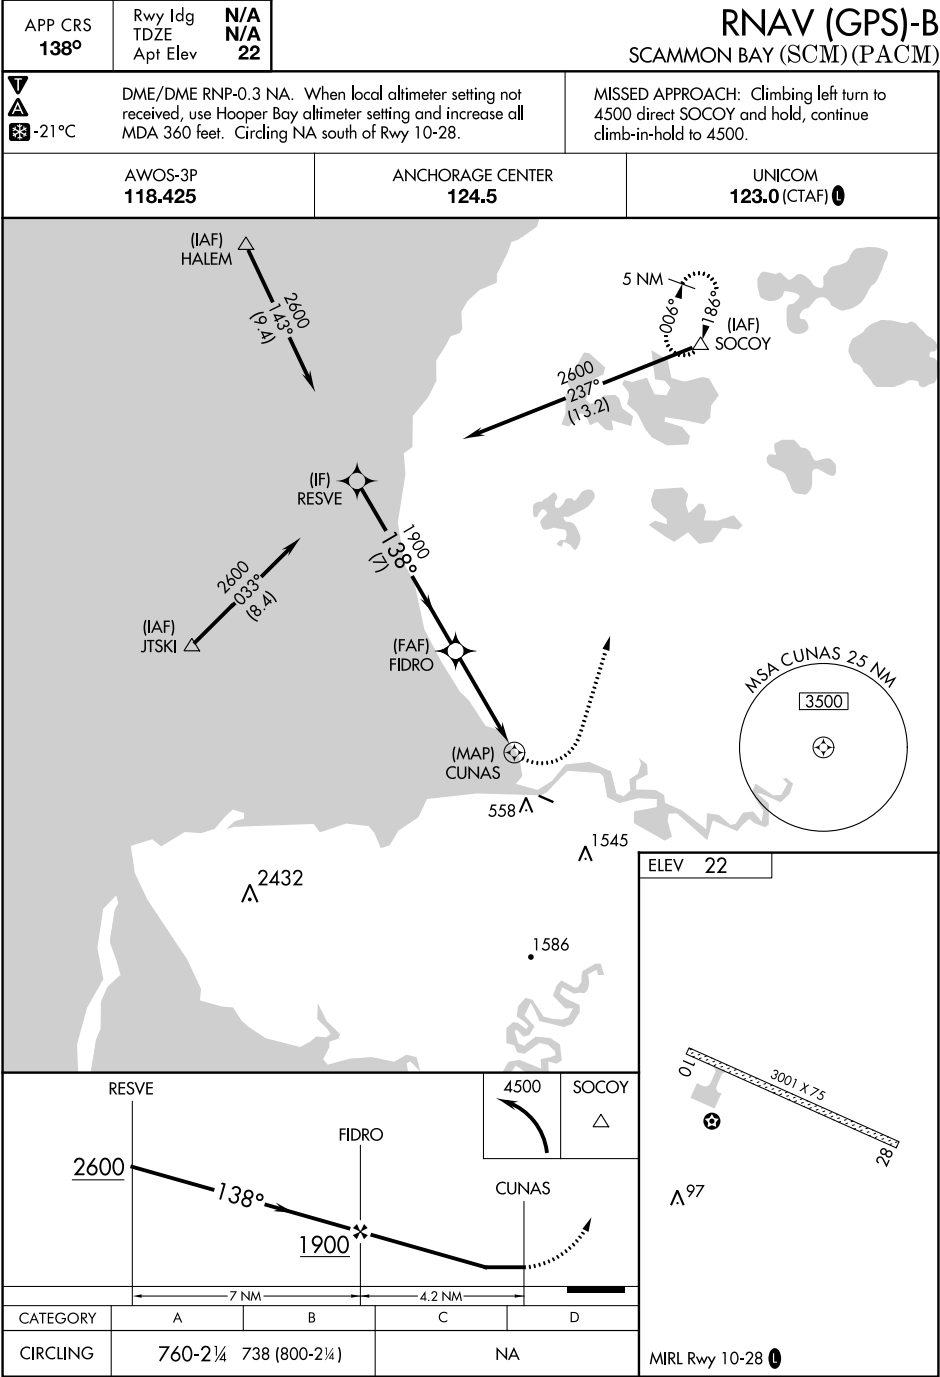 RNAV (GPS)-B
SCAMMON BAY (SCM) (PACM)
APP CRS
138°
Rwy Idg N/A
TDZE N/A
Apt Elev 22
T
A
-21°C
DME/DME RNP-0.3 NA. When local altimeter setting not
received, use Hooper Bay altimeter setting and increase all
MDA 360 feet. Circling NA south of Rwy 10-28.
MISSED APPROACH: Climbing left turn to
4500 direct SOCOY and hold, continue
climb-in-hold to 4500.
AWOS-3P
118.425
ANCHORAGE CENTER
124.5
UNICOM
123.0 (CTAF) L
(IAF)
HALEM
2600
143°
(9.4)
5 NM
006°
186°
(IAF)
SOCOY
2600
237°
(13.2)
(IF)
RESVE
1900
138°
(7)
2600
033°
(8.4)
(IAF)
JTSKI
(FAF)
FIDRO
(MAP)
CUNAS
MSA CUNAS 25 NM
3500
558
1545
2432
1586
ELEV 22
10
3001 X 75
28
97
MIRL Rwy 10-28 L
RESVE
FIDRO
CUNAS
4500
SOCOY
2600
138°
1900
7 NM
4.2 NM
CATEGORY A B C D
CIRCLING 760-2¼ 738 (800-2¼) NA